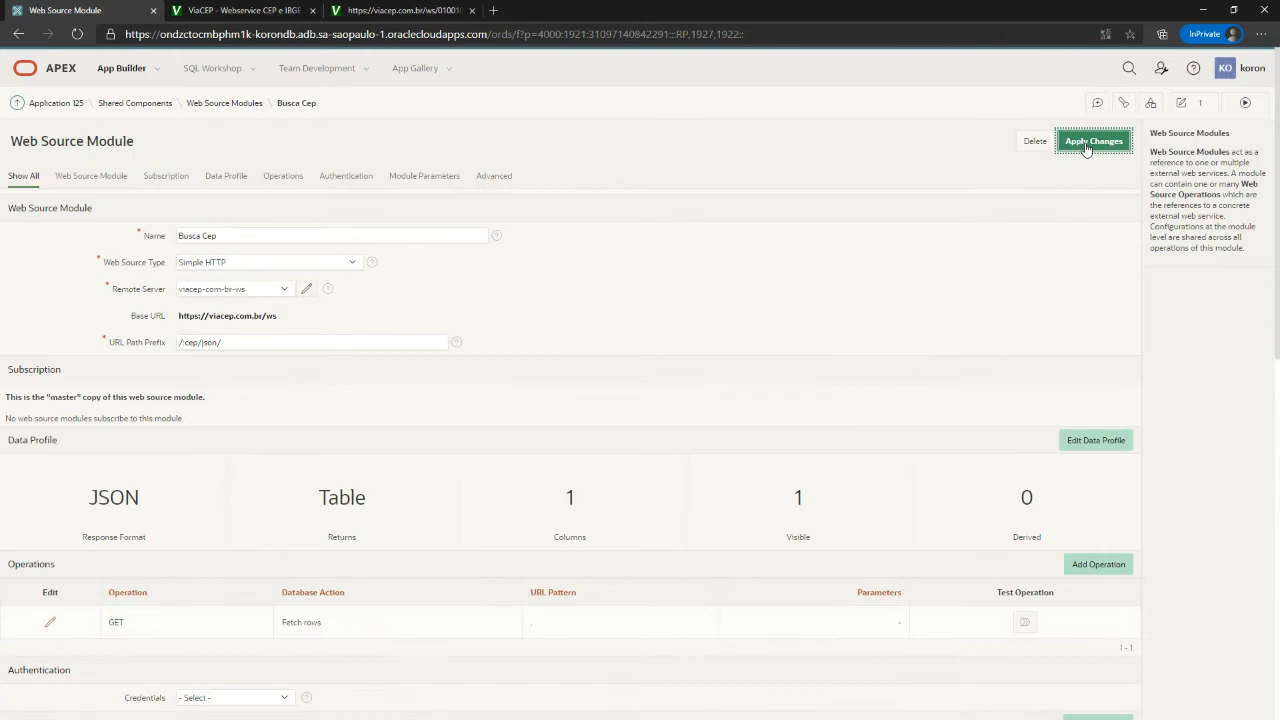 Web Source Module
ViaCEP - Webservice CEP e IBGE
https://viacep.com.br/ws/010010
https://ondzctocmbphm1k-korondb.adb.sa-saopaulo-1.oraclecloudapps.com/ords/f?p=4000:1921:31097140842291:::RP,1927,1922::
InPrivate
APEX
App Builder
SQL Workshop
Team Development
App Gallery
KO
koron
Application 125
Shared Components
Web Source Modules
Busca Cep
1
Web Source Module
Delete
Apply Changes
Show All
Web Source Module
Subscription
Data Profile
Operations
Authentication
Module Parameters
Advanced
Web Source Module
* Name
Busca Cep
* Web Source Type
Simple HTTP
* Remote Server
viacep-com-br-ws
Base URL
https://viacep.com.br/ws
* URL Path Prefix
/:cep/json/
Subscription
This is the "master" copy of this web source module.
No web source modules subscribe to this module.
Data Profile
Edit Data Profile
JSON
Table
1
1
0
Response Format
Returns
Columns
Visible
Derived
Operations
Add Operation
Edit
Operation
Database Action
URL Pattern
Parameters
Test Operation
GET
Fetch rows
.
-
1 - 1
Authentication
Credentials
- Select -
Web Source Modules
Web Source Modules act as a
reference to one or multiple
external web services. A module
can contain one or many Web
Source Operations which are
the references to a concrete
external web service.
Configurations at the module
level are shared across all
operations of this module.